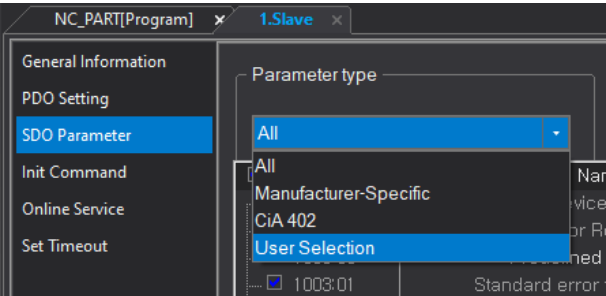 NC_PART[Program] × 1.Slave ×
General Information
PDO Setting
SDO Parameter
Init Command
Online Service
Set Timeout
Parameter type
All
All
Manufacturer-Specific
CiA 402
User Selection
1003:01 Standard error